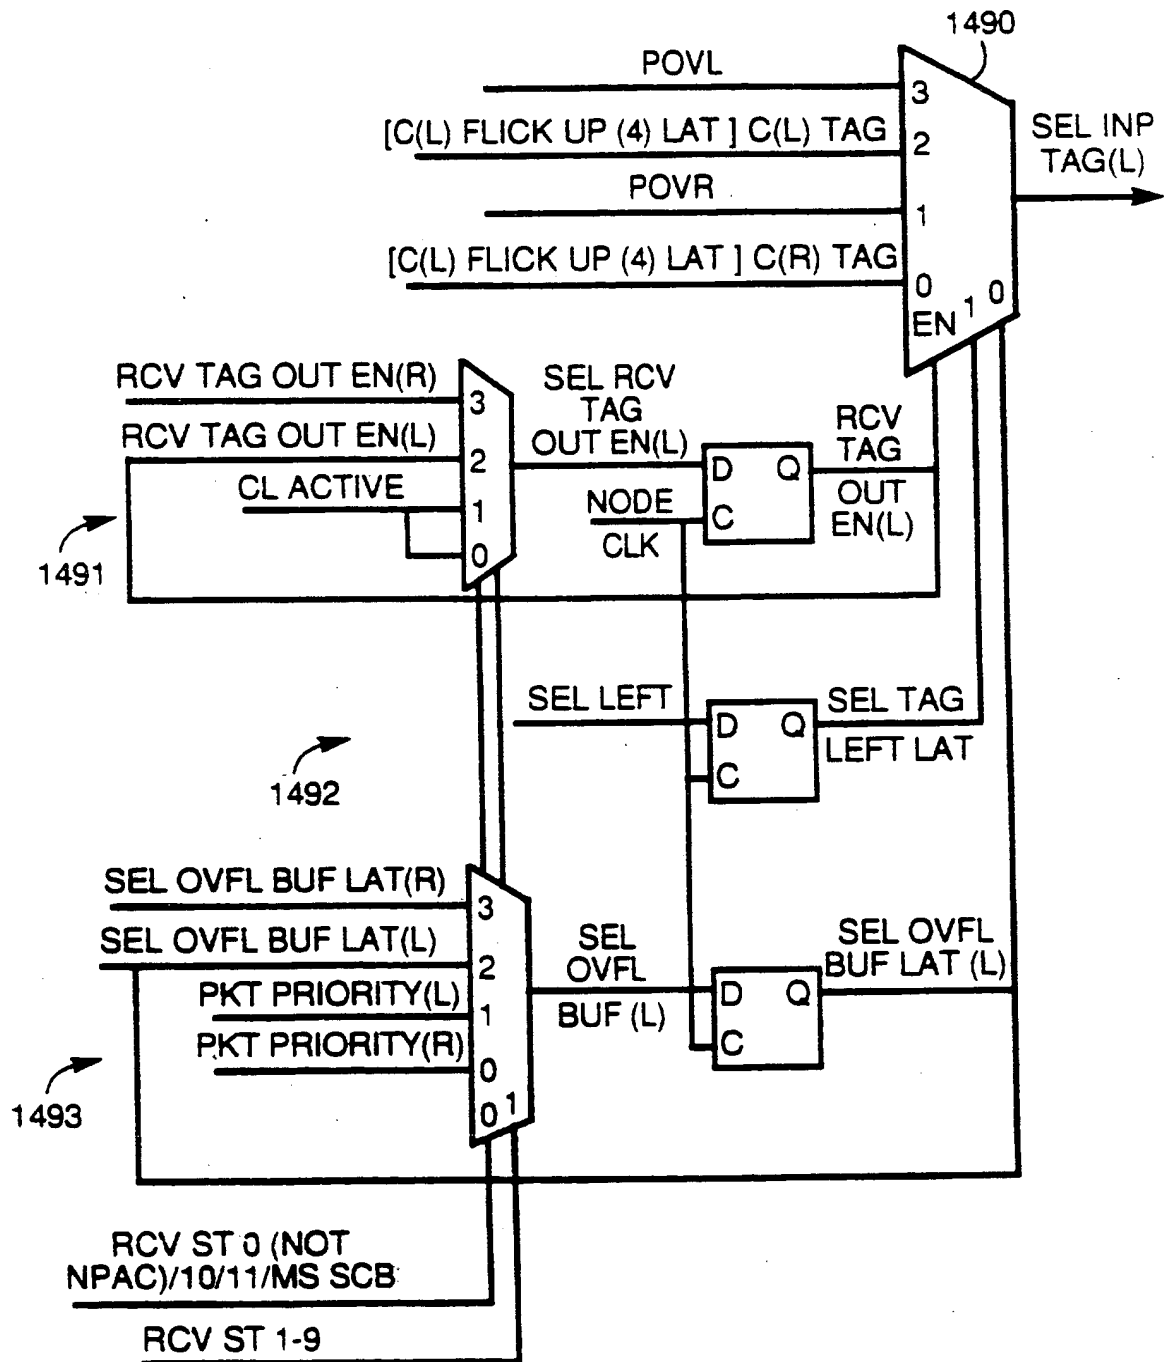 1490
POVL
3
SEL INP
TAG(L)
[C(L) FLICK UP (4) LAT ] C(L) TAG
2
POVR
1
[C(L) FLICK UP (4) LAT ] C(R) TAG
0
EN 1 0
RCV TAG OUT EN(R)
3
SEL RCV
TAG
OUT EN(L)
RCV
TAG
OUT
EN(L)
RCV TAG OUT EN(L)
2
D Q
C
CL ACTIVE
1
0
NODE
CLK
1491
SEL LEFT
D Q
C
SEL TAG
LEFT LAT
1492
SEL OVFL BUF LAT(R)
3
SEL OVFL BUF LAT(L)
2
SEL
OVFL
BUF (L)
SEL OVFL
BUF LAT (L)
PKT PRIORITY(L)
1
D Q
C
PKT PRIORITY(R)
0
0 1
1493
RCV ST 0 (NOT
NPAC)/10/11/MS SCB
RCV ST 1-9